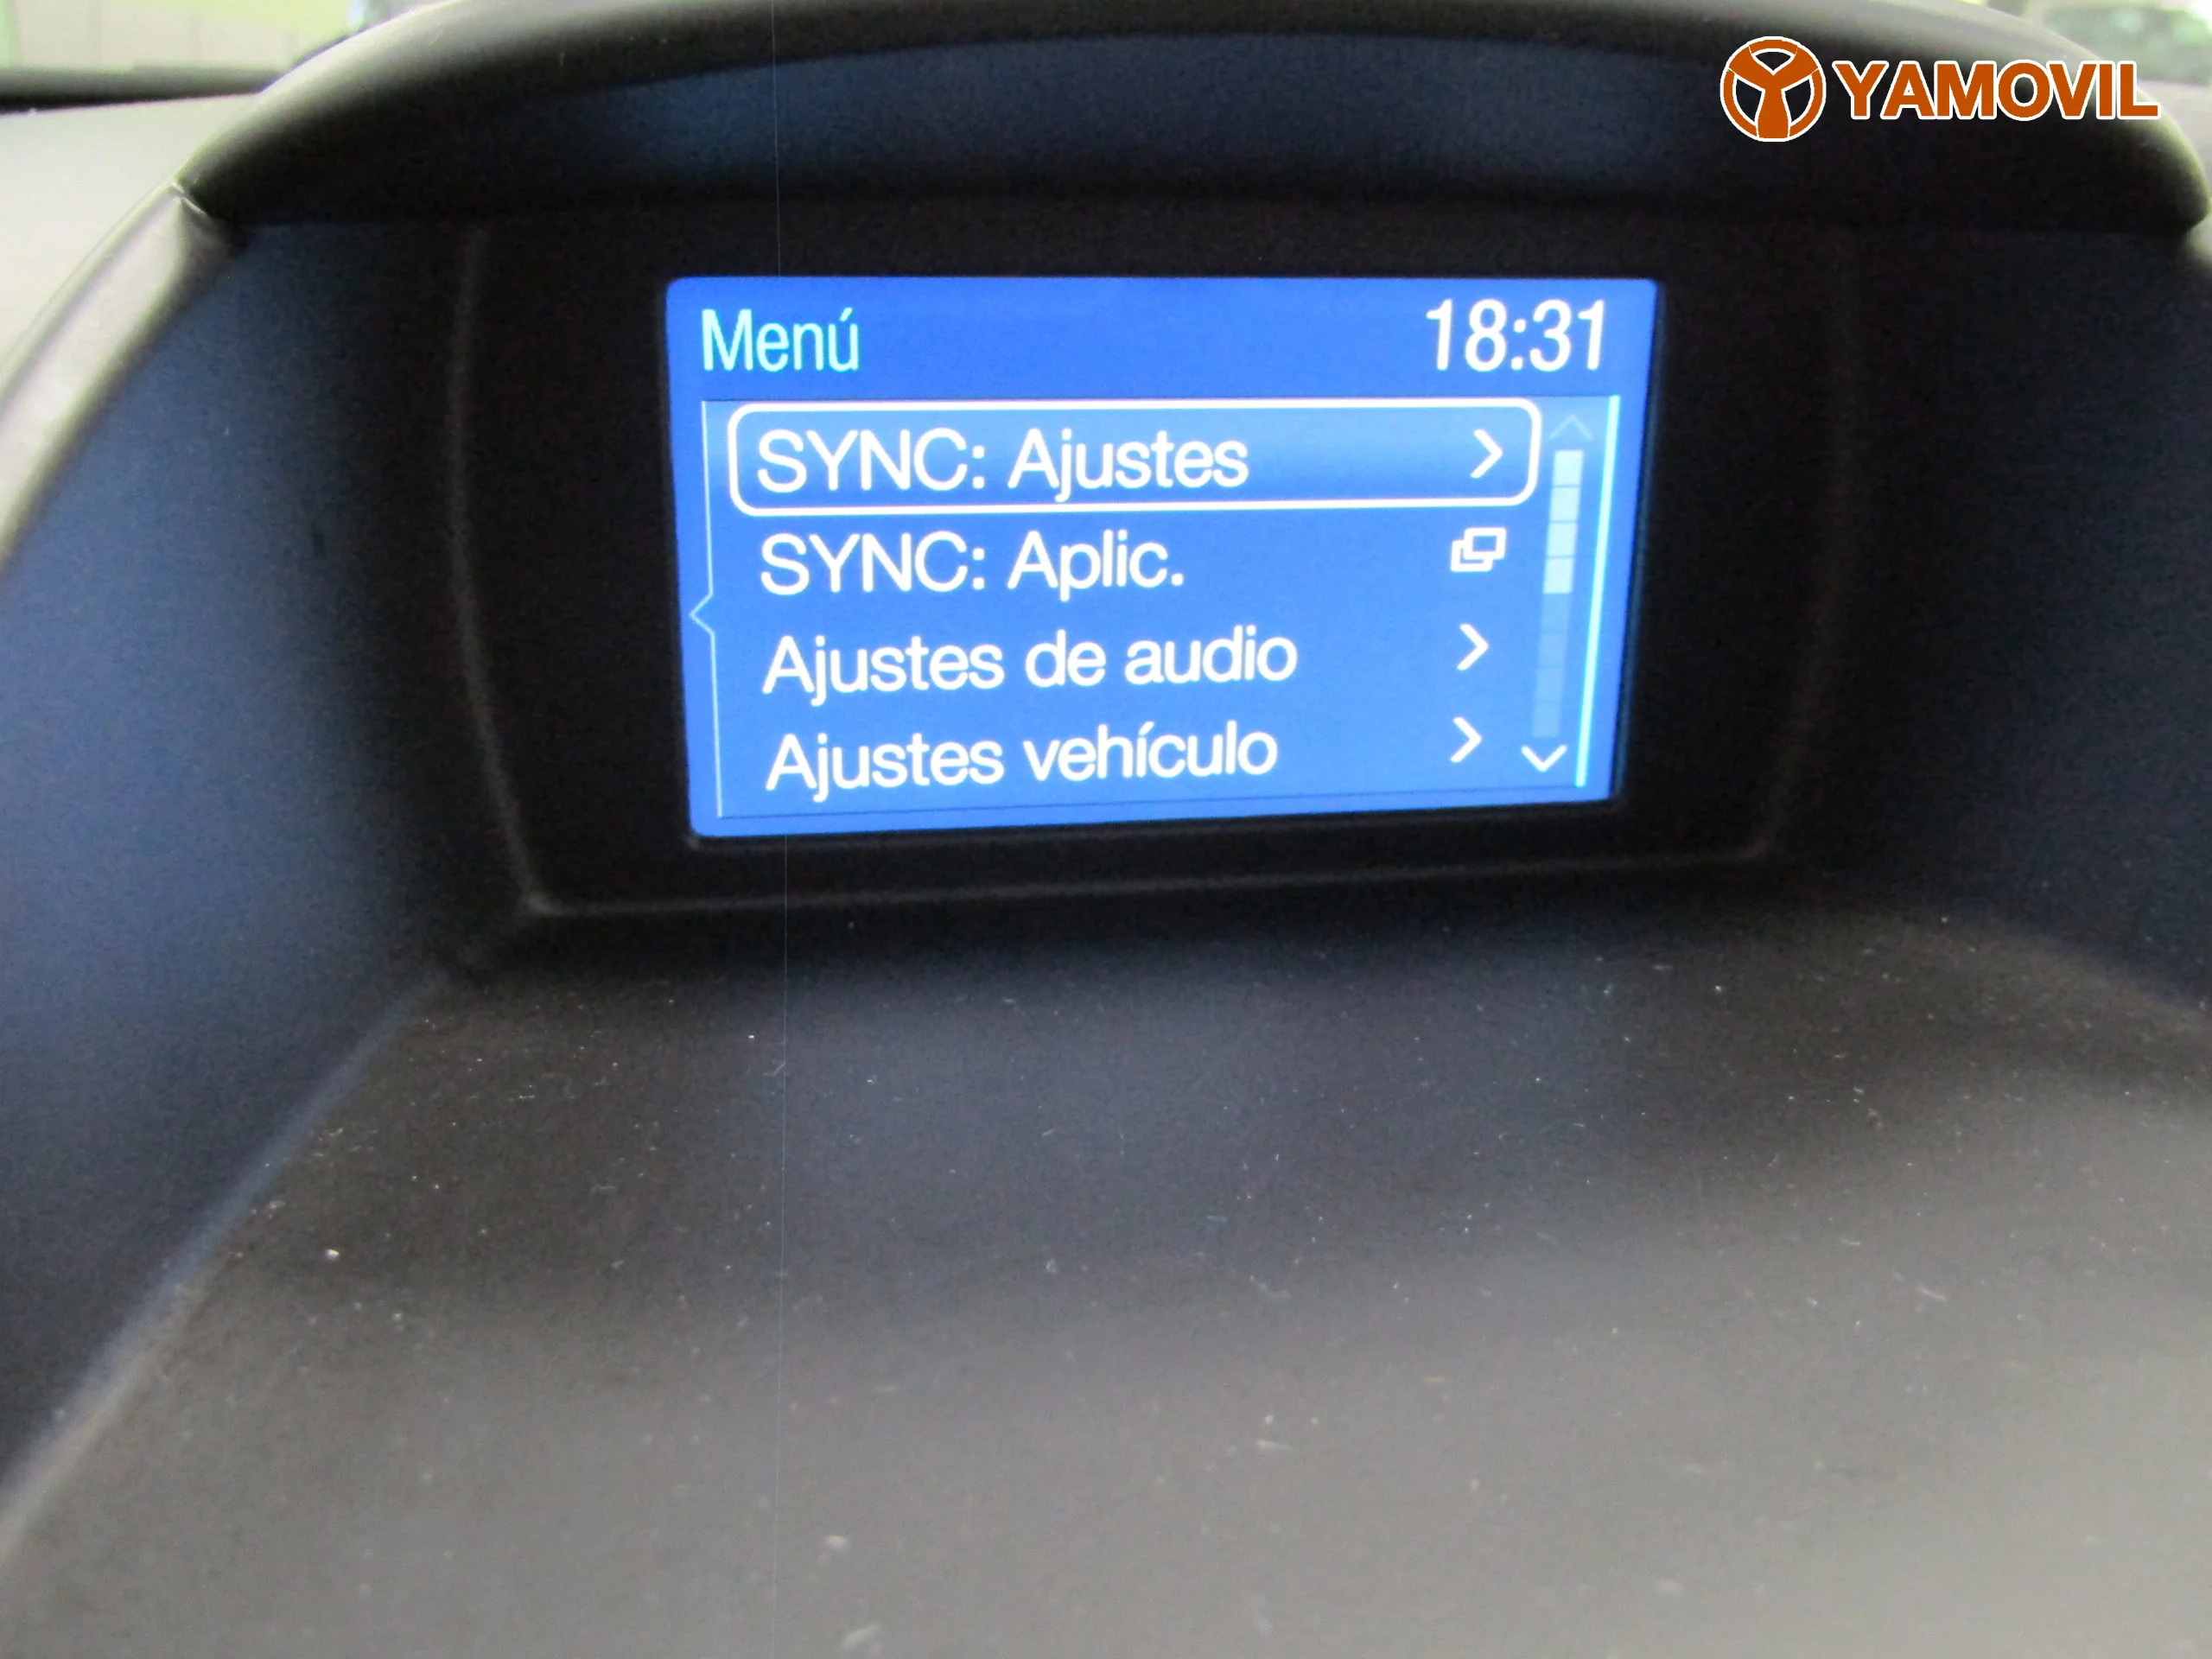 YAMOVIL
Menú 18:31
SYNC: Ajustes
SYNC: Aplic.
Ajustes de audio
Ajustes vehículo